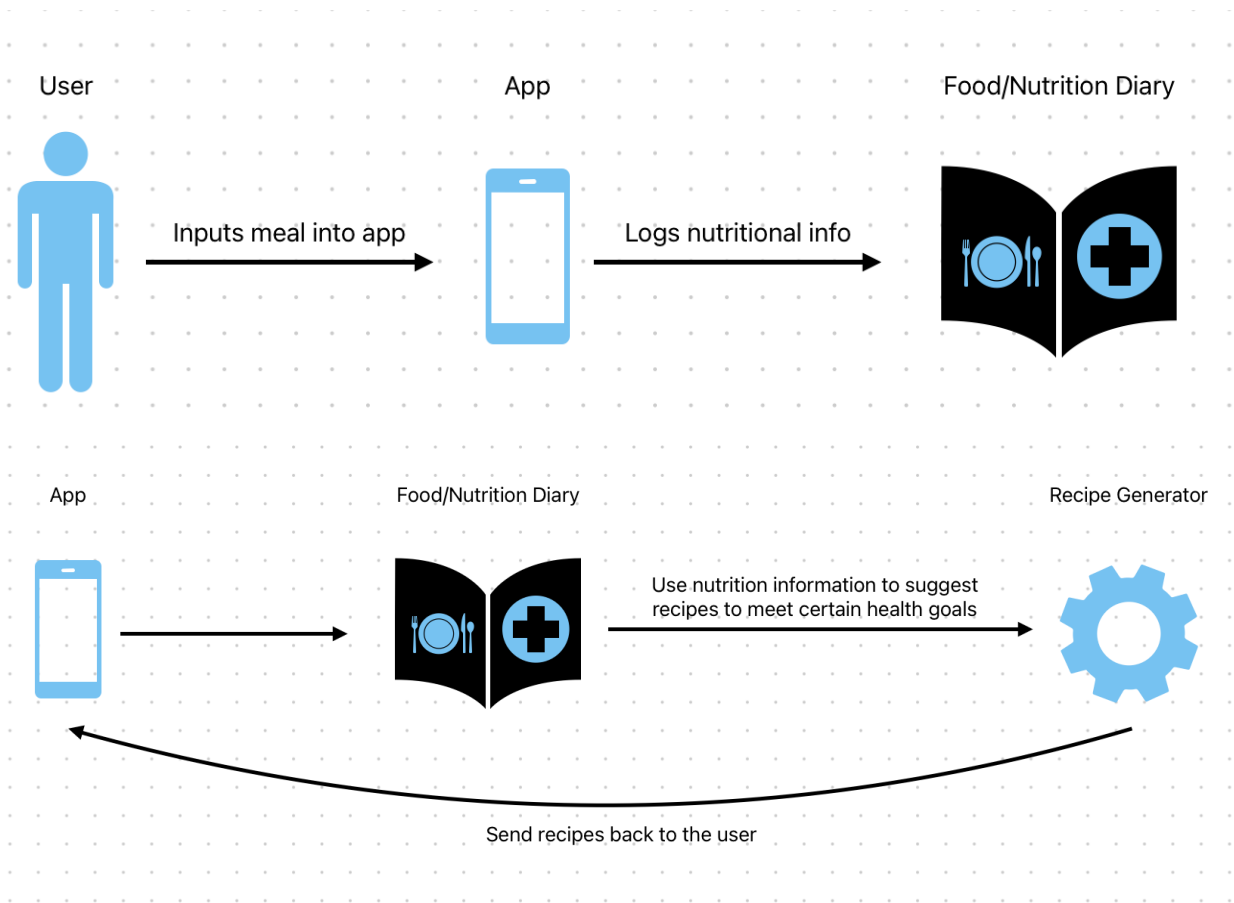 User
App
Food/Nutrition Diary
Inputs meal into app
Logs nutritional info
App
Food/Nutrition Diary
Recipe Generator
Use nutrition information to suggest
recipes to meet certain health goals
Send recipes back to the user